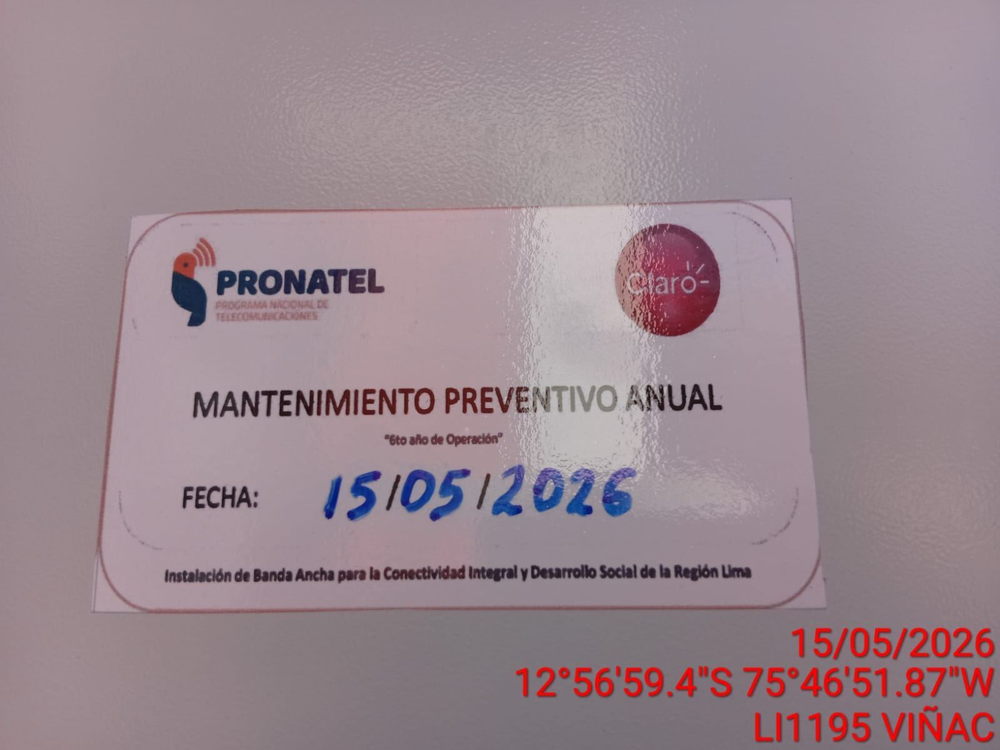 PRONATEL
PROGRAMA NACIONAL DE
TELECOMUNICACIONES
Claro
MANTENIMIENTO PREVENTIVO ANUAL
"6to año de Operación"
FECHA: 15/05/2026
Instalación de Banda Ancha para la Conectividad Integral y Desarrollo Social de la Región Lima
15/05/2026
12°56'59.4"S 75°46'51.87"W
LI1195 VIÑAC